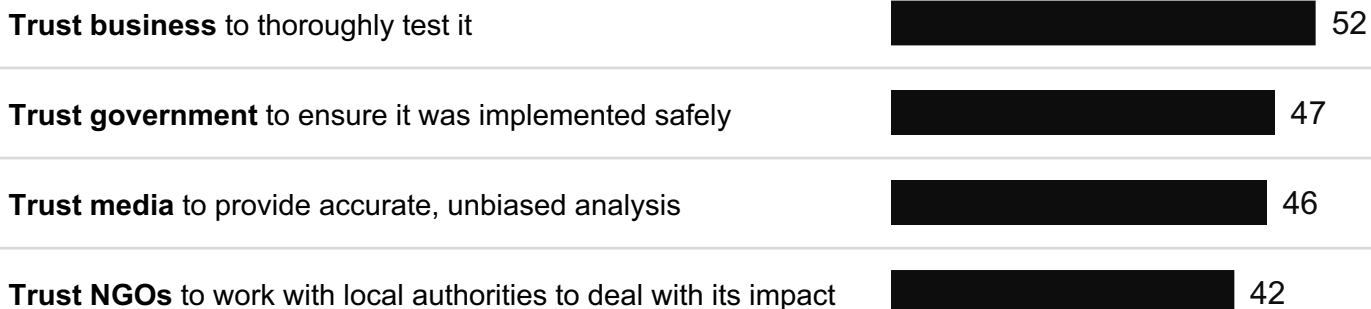 Trust business to thoroughly test it 52
Trust government to ensure it was implemented safely 47
Trust media to provide accurate, unbiased analysis 46
Trust NGOs to work with local authorities to deal with its impact 42